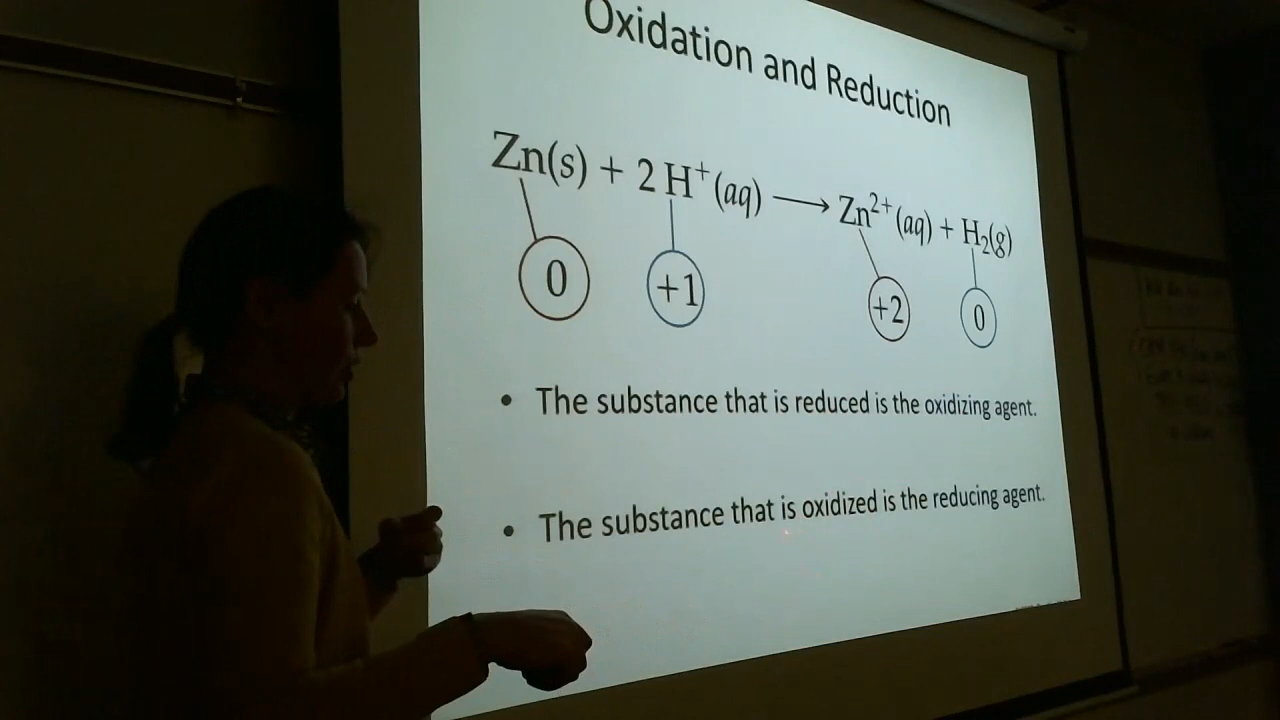 Oxidation and Reduction
Zn(s) + 2 H⁺(aq) ⟶ Zn²⁺(aq) + H₂(g)
0 +1 +2 0
• The substance that is reduced is the oxidizing agent.
• The substance that is oxidized is the reducing agent.